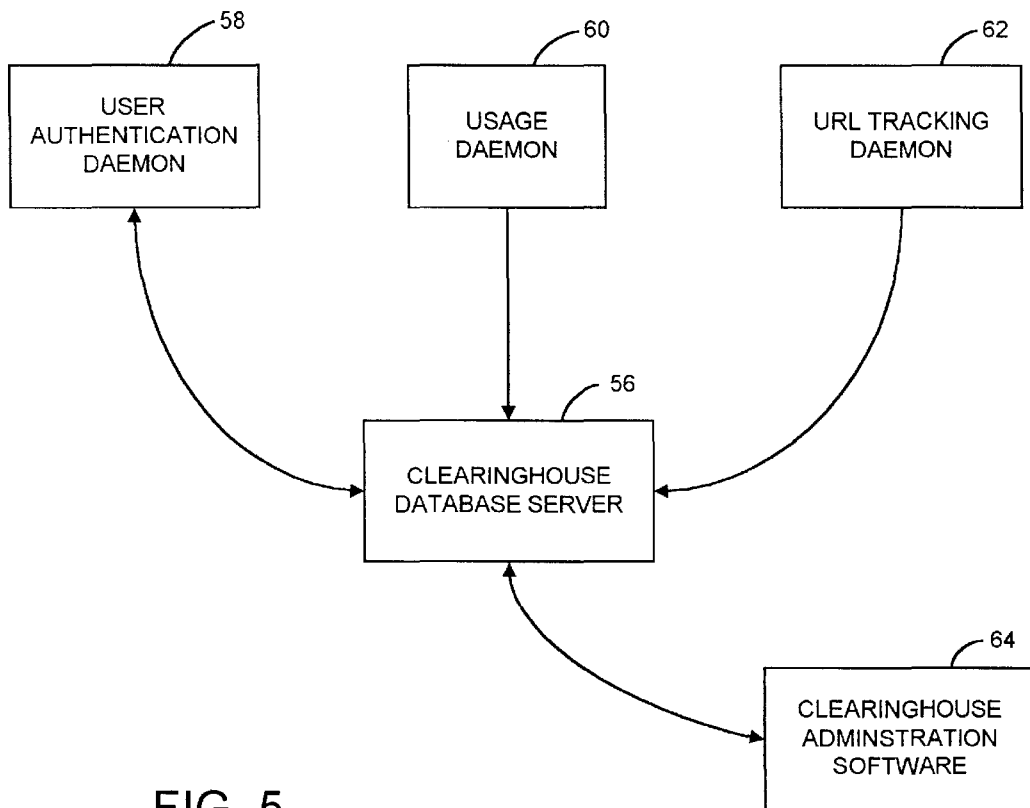 58
USER
AUTHENTICATION
DAEMON
60
USAGE
DAEMON
62
URL TRACKING
DAEMON
56
CLEARINGHOUSE
DATABASE SERVER
64
CLEARINGHOUSE
ADMINSTRATION
SOFTWARE
FIG. 5